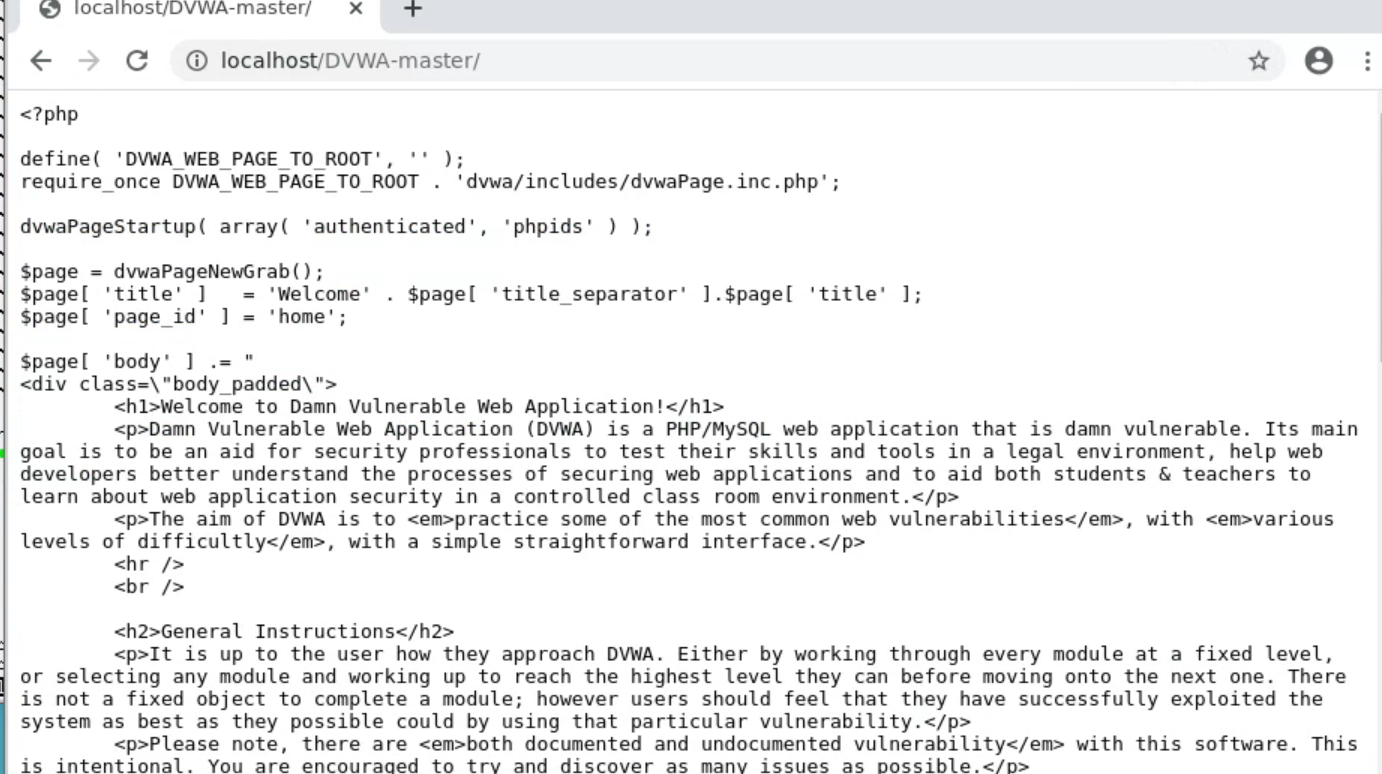 localhost/DVWA-master/
localhost/DVWA-master/
<?php
define( 'DVWA_WEB_PAGE_TO_ROOT', '' );
require_once DVWA_WEB_PAGE_TO_ROOT . 'dvwa/includes/dvwaPage.inc.php';
dvwaPageStartup( array( 'authenticated', 'phpids' ) );
$page = dvwaPageNewGrab();
$page[ 'title' ]   = 'Welcome' . $page[ 'title_separator' ].$page[ 'title' ];
$page[ 'page_id' ] = 'home';
$page[ 'body' ] .= "
<div class=\"body_padded\">
        <h1>Welcome to Damn Vulnerable Web Application!</h1>
        <p>Damn Vulnerable Web Application (DVWA) is a PHP/MySQL web application that is damn vulnerable. Its main
goal is to be an aid for security professionals to test their skills and tools in a legal environment, help web
developers better understand the processes of securing web applications and to aid both students & teachers to
learn about web application security in a controlled class room environment.</p>
        <p>The aim of DVWA is to <em>practice some of the most common web vulnerabilities</em>, with <em>various
levels of difficultly</em>, with a simple straightforward interface.</p>
        <hr />
        <br />
        <h2>General Instructions</h2>
        <p>It is up to the user how they approach DVWA. Either by working through every module at a fixed level,
or selecting any module and working up to reach the highest level they can before moving onto the next one. There
is not a fixed object to complete a module; however users should feel that they have successfully exploited the
system as best as they possible could by using that particular vulnerability.</p>
        <p>Please note, there are <em>both documented and undocumented vulnerability</em> with this software. This
is intentional. You are encouraged to try and discover as many issues as possible.</p>